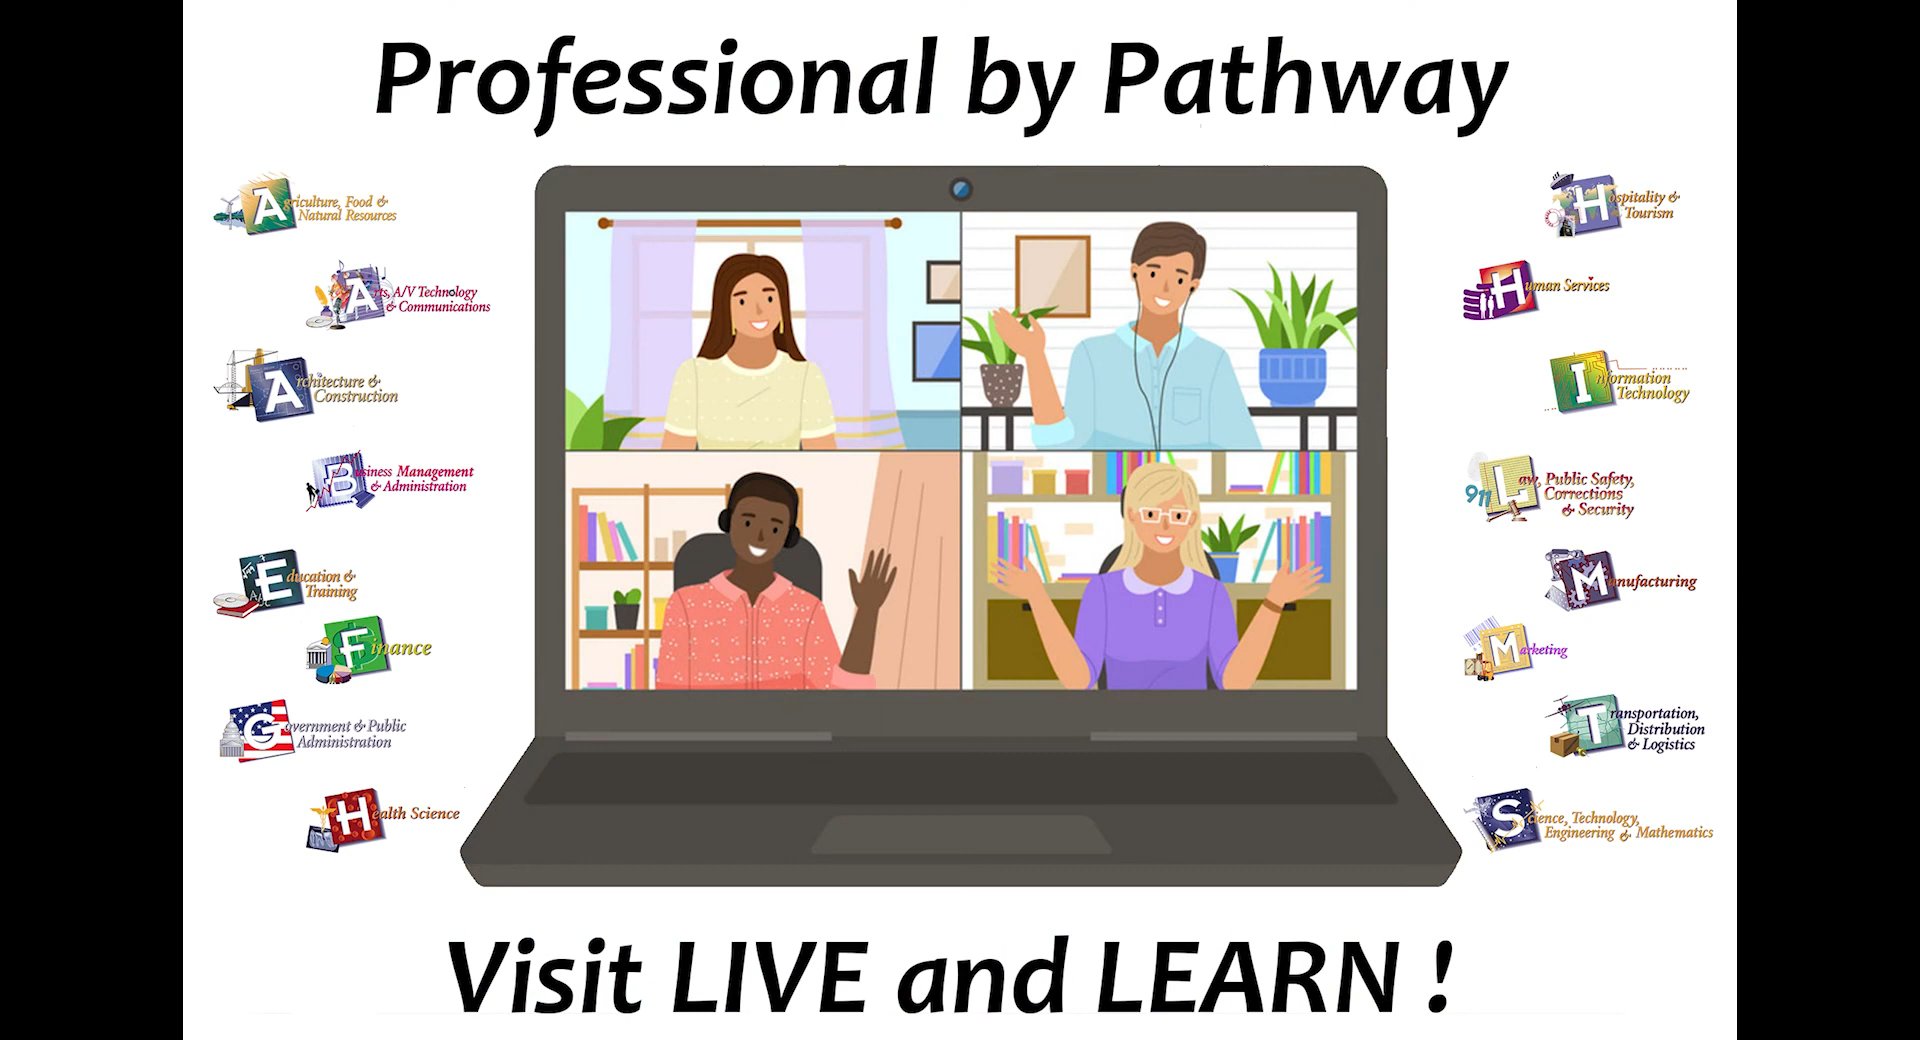 Professional by Pathway
Agriculture, Food &
Natural Resources
Arts, A/V Technology
& Communications
Architecture &
Construction
Business Management
& Administration
Education &
Training
Finance
Government & Public
Administration
Health Science
Hospitality &
Tourism
Human Services
Information
Technology
911
Law, Public Safety,
Corrections
& Security
Manufacturing
Marketing
Transportation,
Distribution
& Logistics
Science, Technology,
Engineering & Mathematics
Visit LIVE and LEARN !